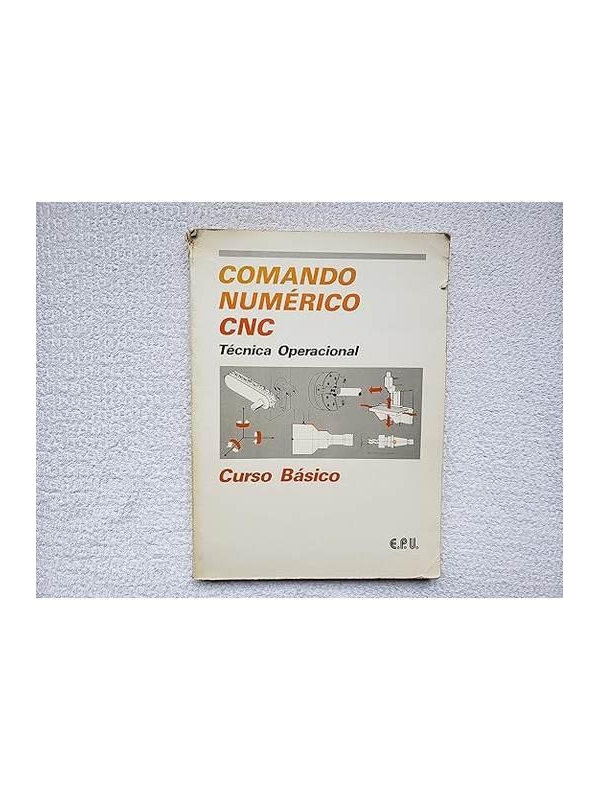 COMANDO
NUMÉRICO
CNC
Técnica Operacional
Curso Básico
E.P.U.